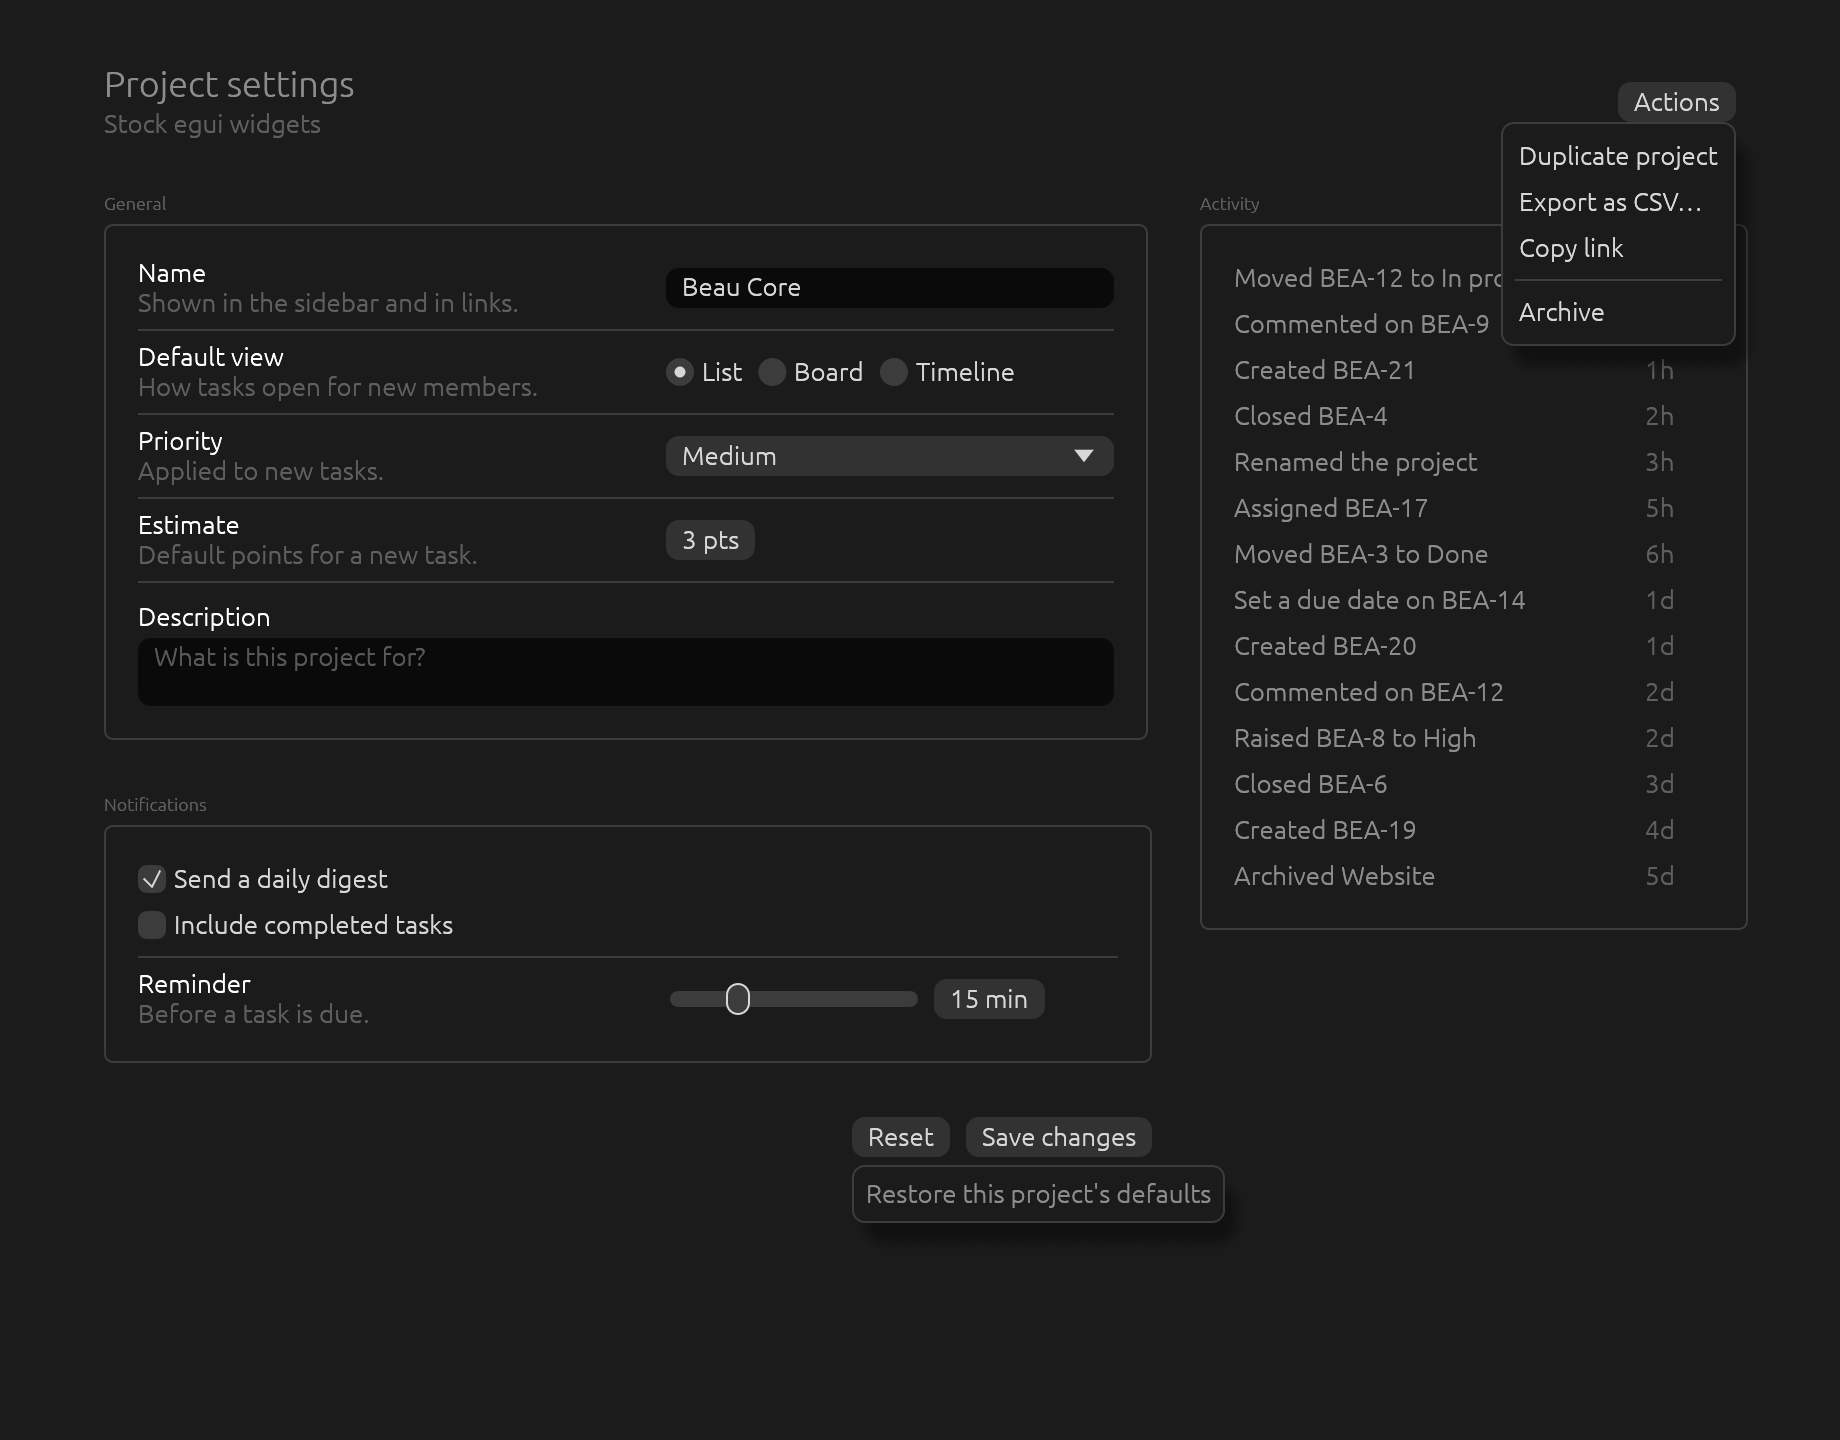 Project settings
Stock egui widgets
Actions
Duplicate project
Export as CSV...
Copy link
Archive
General
Name
Shown in the sidebar and in links.
Beau Core
Default view
How tasks open for new members.
List Board Timeline
Priority
Applied to new tasks.
Medium
Estimate
Default points for a new task.
3 pts
Description
What is this project for?
Activity
Moved BEA-12 to In
Commented on BEA-9
Created BEA-21 1h
Closed BEA-4 2h
Renamed the project 3h
Assigned BEA-17 5h
Moved BEA-3 to Done 6h
Set a due date on BEA-14 1d
Created BEA-20 1d
Commented on BEA-12 2d
Raised BEA-8 to High 2d
Closed BEA-6 3d
Created BEA-19 4d
Archived Website 5d
Notifications
Send a daily digest
Include completed tasks
Reminder
Before a task is due.
15 min
Reset Save changes
Restore this project's defaults